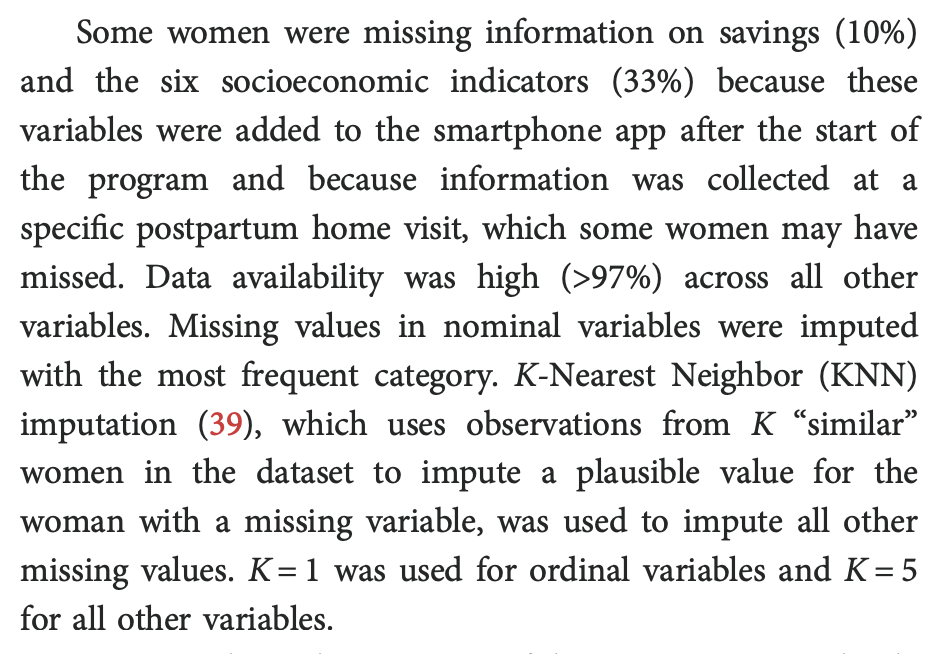 Some women were missing information on savings (10%)
and the six socioeconomic indicators (33%) because these
variables were added to the smartphone app after the start of
the program and because information was collected at a
specific postpartum home visit, which some women may have
missed. Data availability was high (>97%) across all other
variables. Missing values in nominal variables were imputed
with the most frequent category. K-Nearest Neighbor (KNN)
imputation (39), which uses observations from K “similar”
women in the dataset to impute a plausible value for the
woman with a missing variable, was used to impute all other
missing values. K = 1 was used for ordinal variables and K = 5
for all other variables.